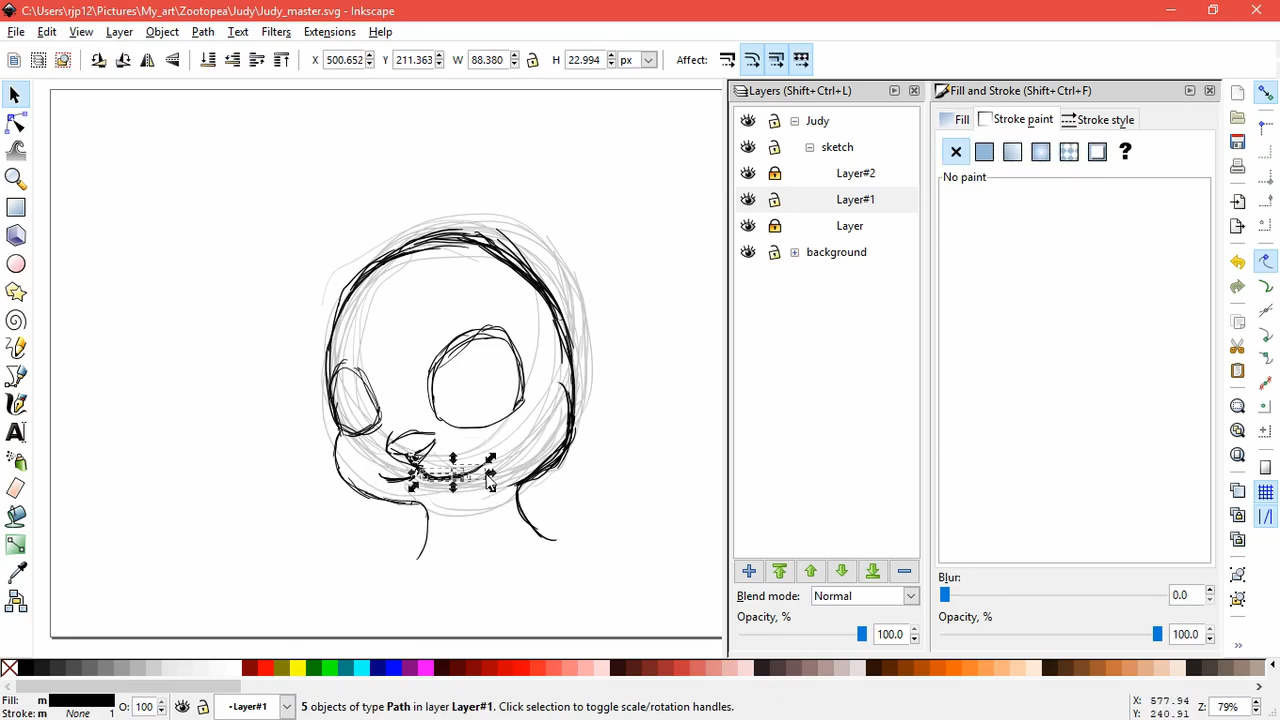 C:\Users\rjp12\Pictures\My_art\Zootopea\Judy\Judy_master.svg - Inkscape
File Edit View Layer Object Path Text Filters Extensions Help
X 500.652 Y 211.363 W 88.380 H 22.994 px Affect:
Layers (Shift+Ctrl+L)
Fill and Stroke (Shift+Ctrl+F)
Fill Stroke paint Stroke style
Judy
sketch
Layer#2
Layer#1
Layer
background
No paint
Blend mode: Normal
Opacity, %
100.0
Blur:
0.0
Opacity, %
100.0
Fill: m
Stroke: m None 1
O: 100
•Layer#1
5 objects of type Path in layer Layer#1. Click selection to toggle scale/rotation handles.
X: 577.94
Y: 240.91
Z: 79%